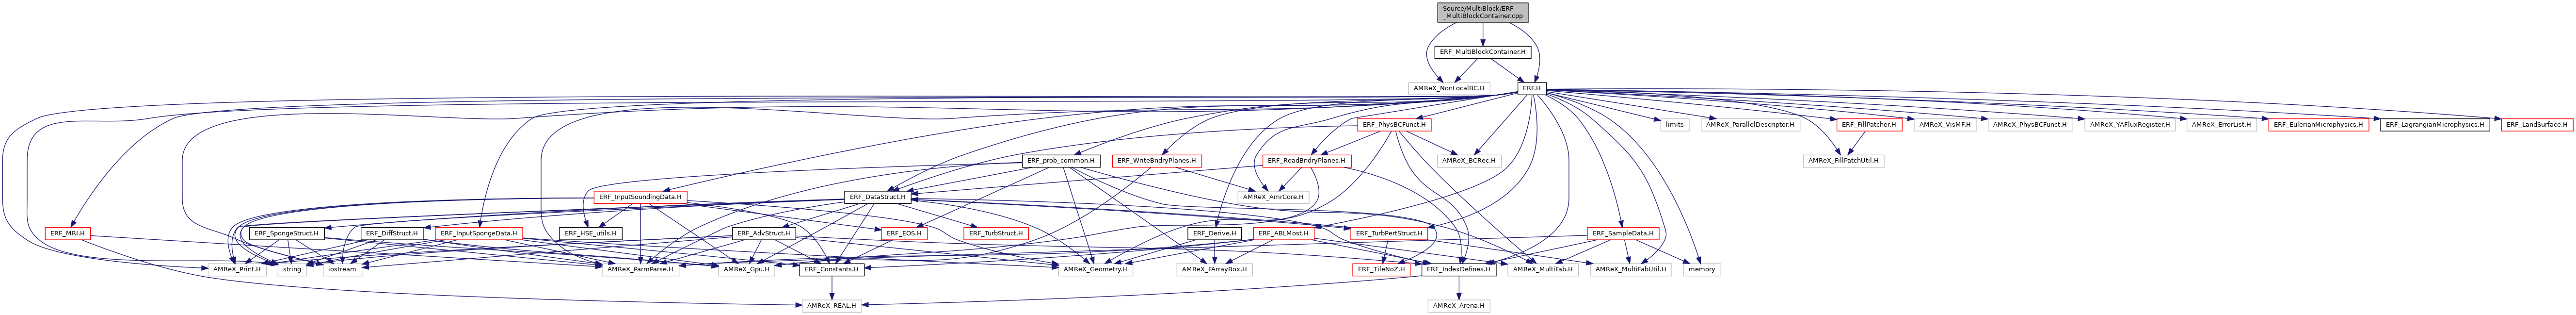 Source/MultiBlock/ERF
_MultiBlockContainer.cpp
ERF_MultiBlockContainer.H
AMReX_NonLocalBC.H
ERF.H
ERF_PhysBCFunct.H
limits
AMReX_ParallelDescriptor.H
ERF_FillPatcher.H
AMReX_VisMF.H
AMReX_PhysBCFunct.H
AMReX_YAFluxRegister.H
AMReX_ErrorList.H
ERF_EulerianMicrophysics.H
ERF_LagrangianMicrophysics.H
ERF_LandSurface.H
ERF_prob_common.H
ERF_WriteBndryPlanes.H
ERF_ReadBndryPlanes.H
AMReX_BCRec.H
AMReX_FillPatchUtil.H
ERF_InputSoundingData.H
ERF_DataStruct.H
AMReX_AmrCore.H
ERF_MRI.H
ERF_SpongeStruct.H
ERF_DiffStruct.H
ERF_InputSpongeData.H
ERF_HSE_utils.H
ERF_AdvStruct.H
ERF_EOS.H
ERF_TurbStruct.H
ERF_Derive.H
ERF_ABLMost.H
ERF_TurbPertStruct.H
ERF_SampleData.H
AMReX_Print.H
string
iostream
AMReX_ParmParse.H
AMReX_Gpu.H
ERF_Constants.H
AMReX_Geometry.H
AMReX_FArrayBox.H
ERF_TileNoZ.H
ERF_IndexDefines.H
AMReX_MultiFab.H
AMReX_MultiFabUtil.H
memory
AMReX_REAL.H
AMReX_Arena.H